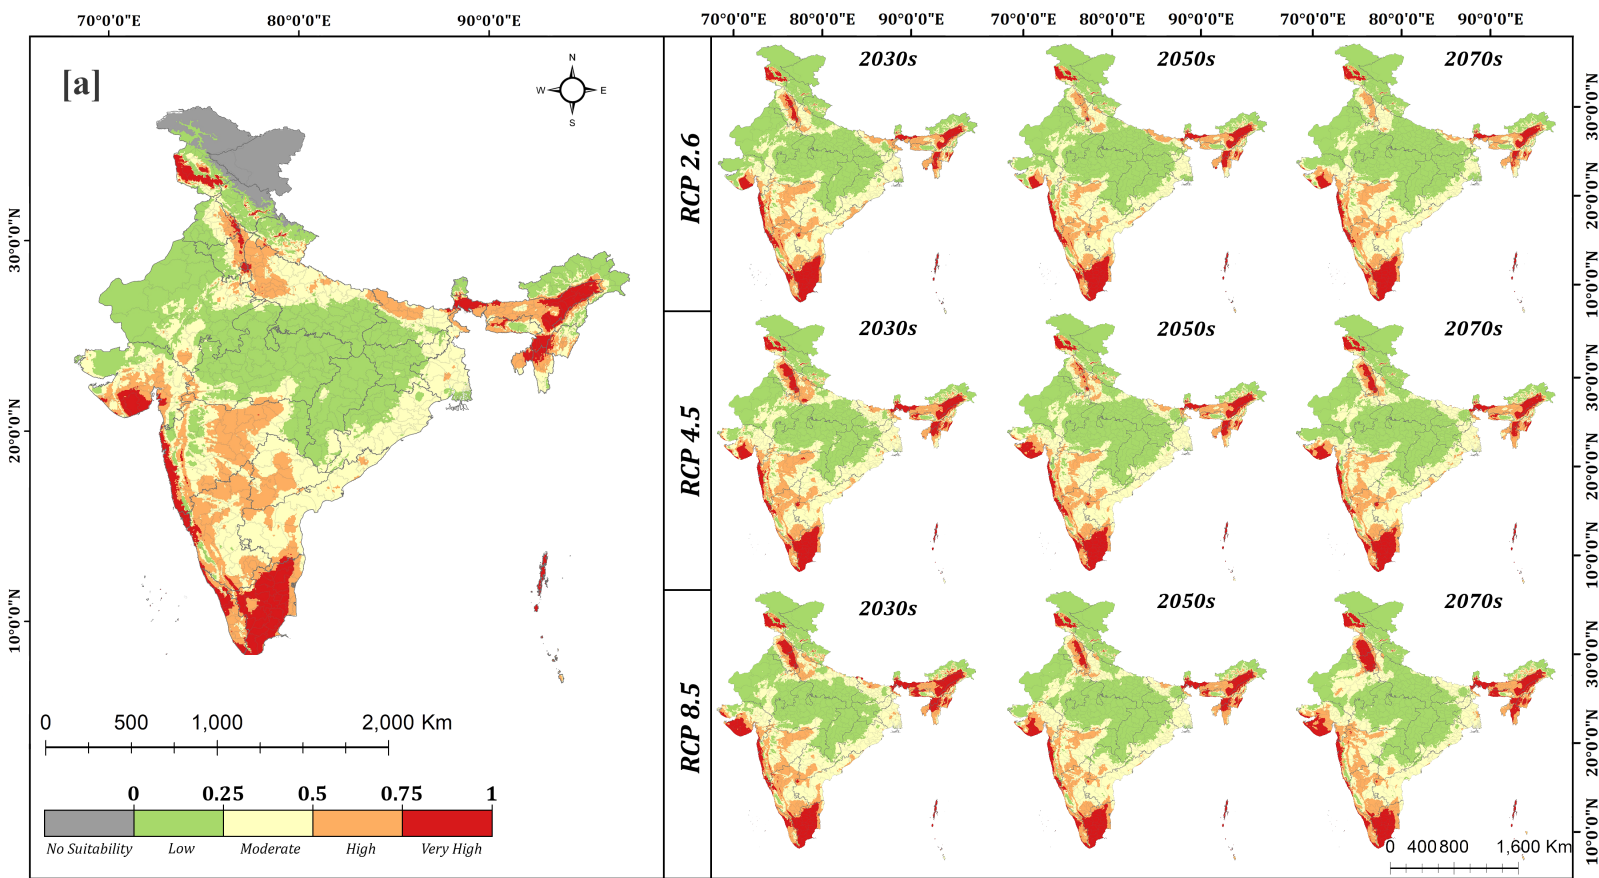 70°0'0"E 80°0'0"E 90°0'0"E
70°0'0"E 80°0'0"E 90°0'0"E 70°0'0"E 80°0'0"E 90°0'0"E 70°0'0"E 80°0'0"E 90°0'0"E
[a]
N
W E
S
30°0'0"N
20°0'0"N
10°0'0"N
0 500 1,000 2,000 Km
0 0.25 0.5 0.75 1
No Suitability Low Moderate High Very High
RCP 2.6
2030s 2050s 2070s
30°0'0"N
20°0'0"N
10°0'0"N
RCP 4.5
2030s 2050s 2070s
30°0'0"N
20°0'0"N
10°0'0"N
RCP 8.5
2030s 2050s 2070s
30°0'0"N
20°0'0"N
10°0'0"N
0 400 800 1,600 Km